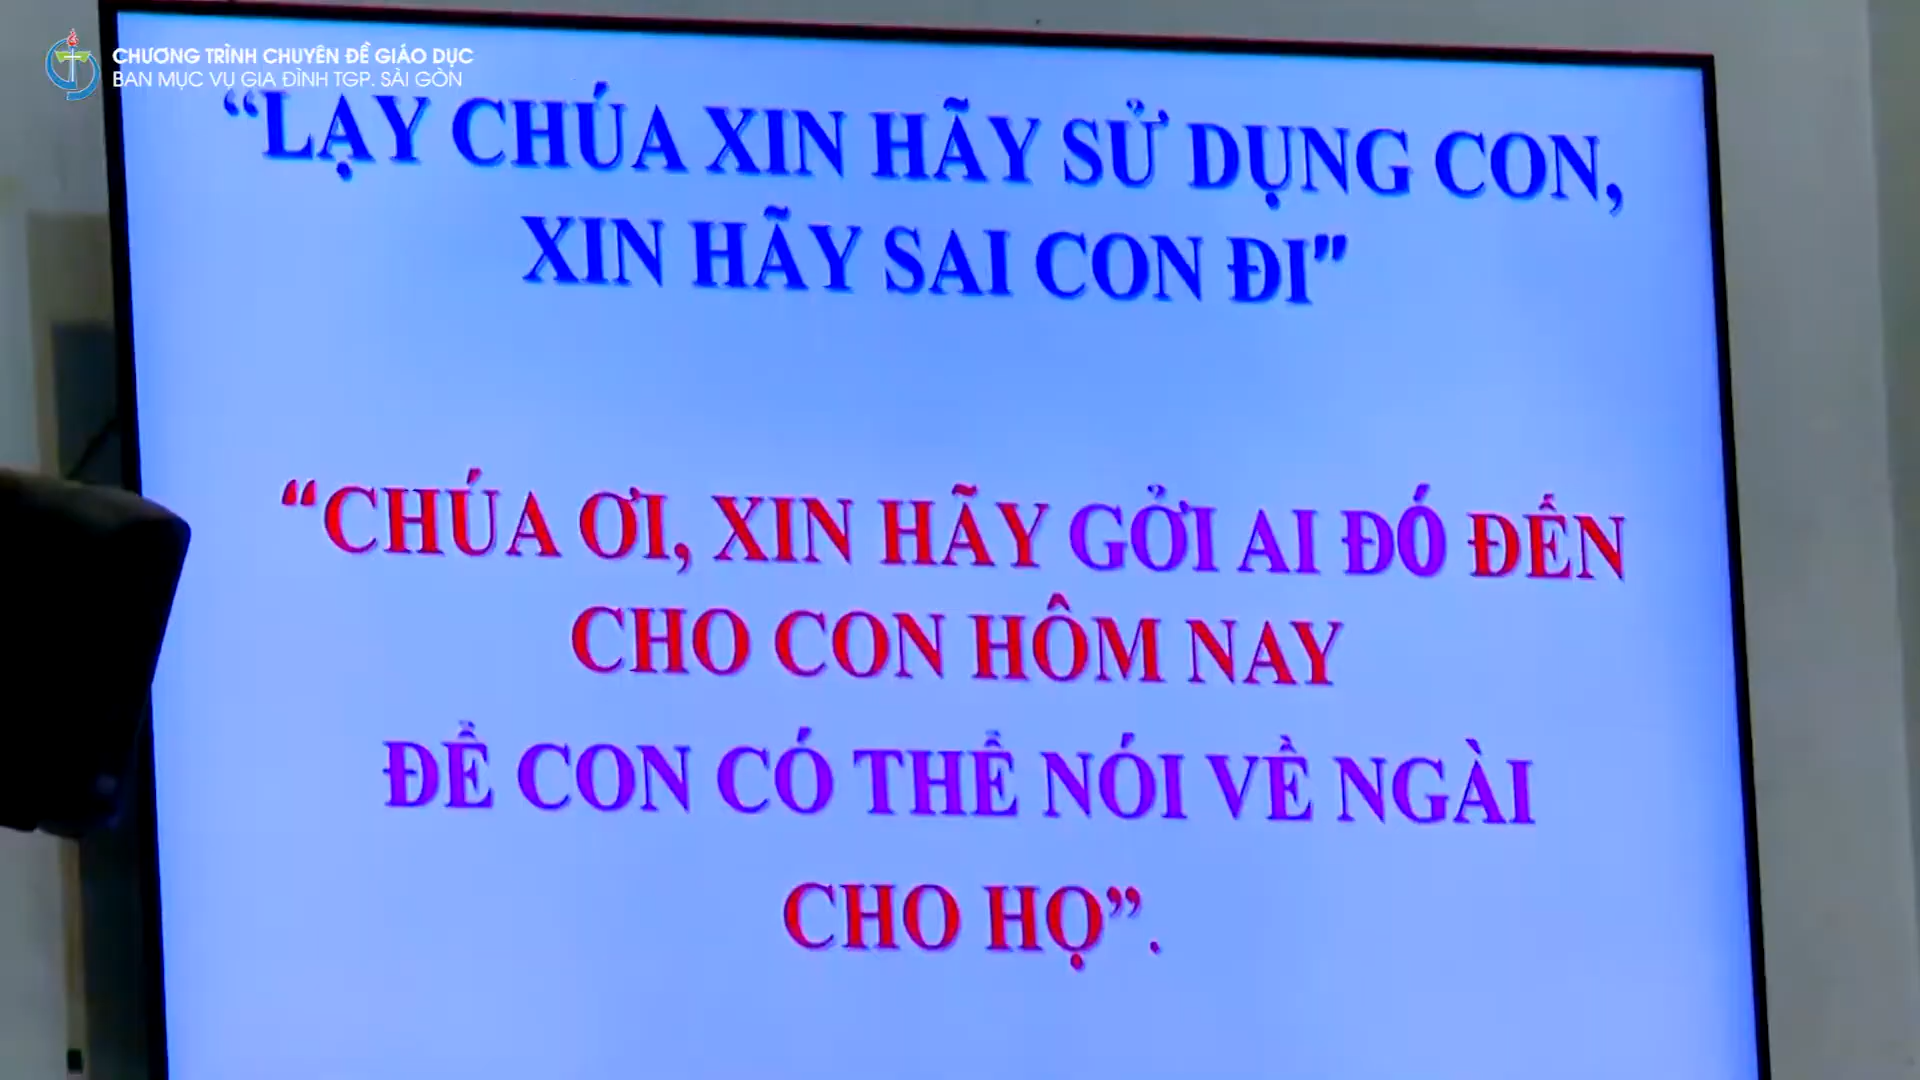 CHƯƠNG TRÌNH CHUYÊN ĐỀ GIÁO DỤC
BAN MỤC VỤ GIA ĐÌNH TGP. SÀI GÒN
“LẠY CHÚA XIN HÃY SỬ DỤNG CON,
XIN HÃY SAI CON ĐI”
“CHÚA ƠI, XIN HÃY GỞI AI ĐÓ ĐẾN
CHO CON HÔM NAY
ĐỂ CON CÓ THỂ NÓI VỀ NGÀI
CHO HỌ”.